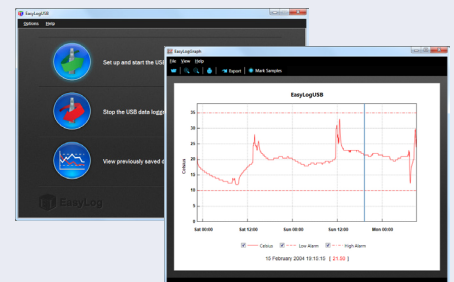 EasyLogUSB
Options Help
Set up and start the USB
Stop the USB data logg
View previously saved d
EasyLog
EasyLogGraph
File View Help
Export
Mark Samples
EasyLogUSB
35
30
25
20
15
10
5
0
Celsius
Sat 00:00 Sat 12:00 Sun 00:00 Sun 12:00 Mon 00:00
Celsius Low Alarm High Alarm
15 February 2004 19:15:15 [ 21.50 ]